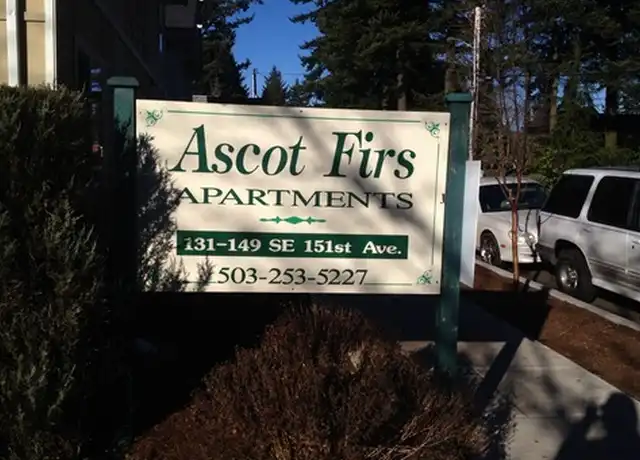 Ascot Firs
APARTMENTS
131-149 SE 151st Ave.
503-253-5227